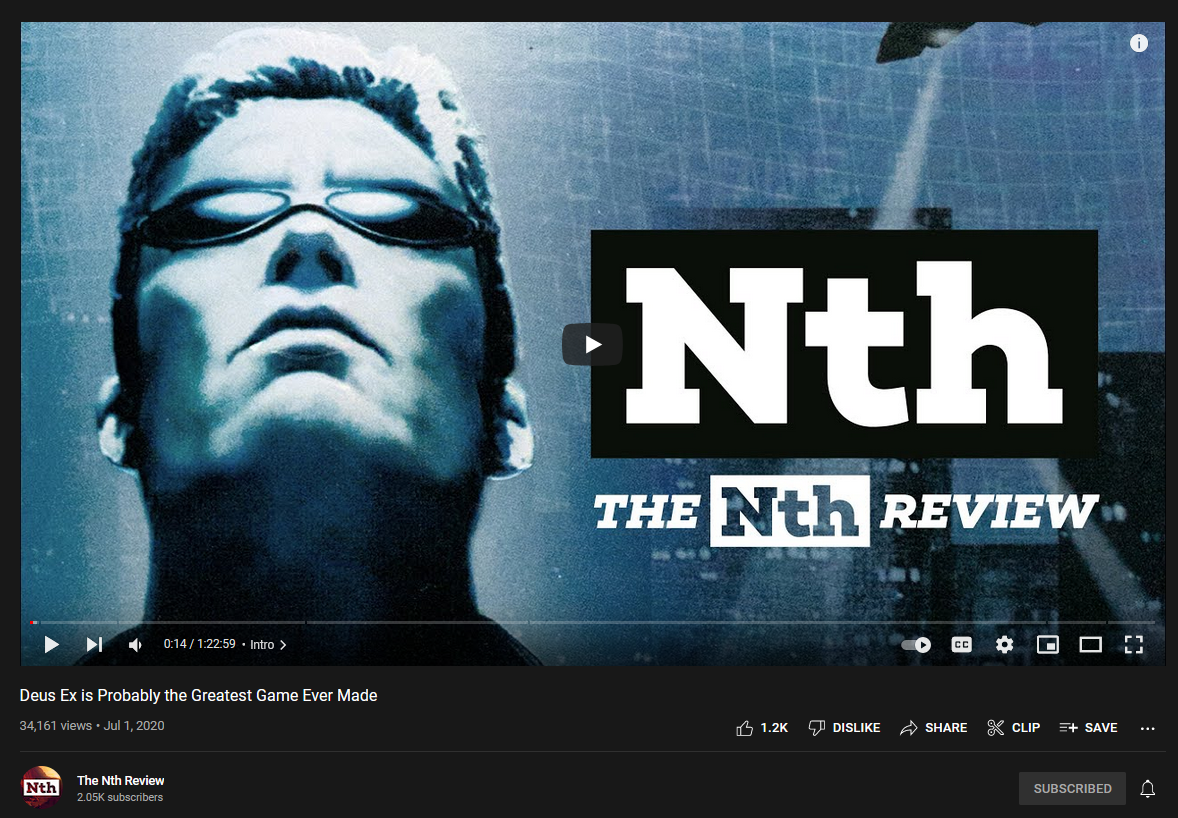 Nth
THE Nth REVIEW
0:14 / 1:22:59 • Intro
CC
Deus Ex is Probably the Greatest Game Ever Made
34,161 views • Jul 1, 2020
1.2K DISLIKE SHARE CLIP SAVE
Nth
The Nth Review
2.05K subscribers
SUBSCRIBED